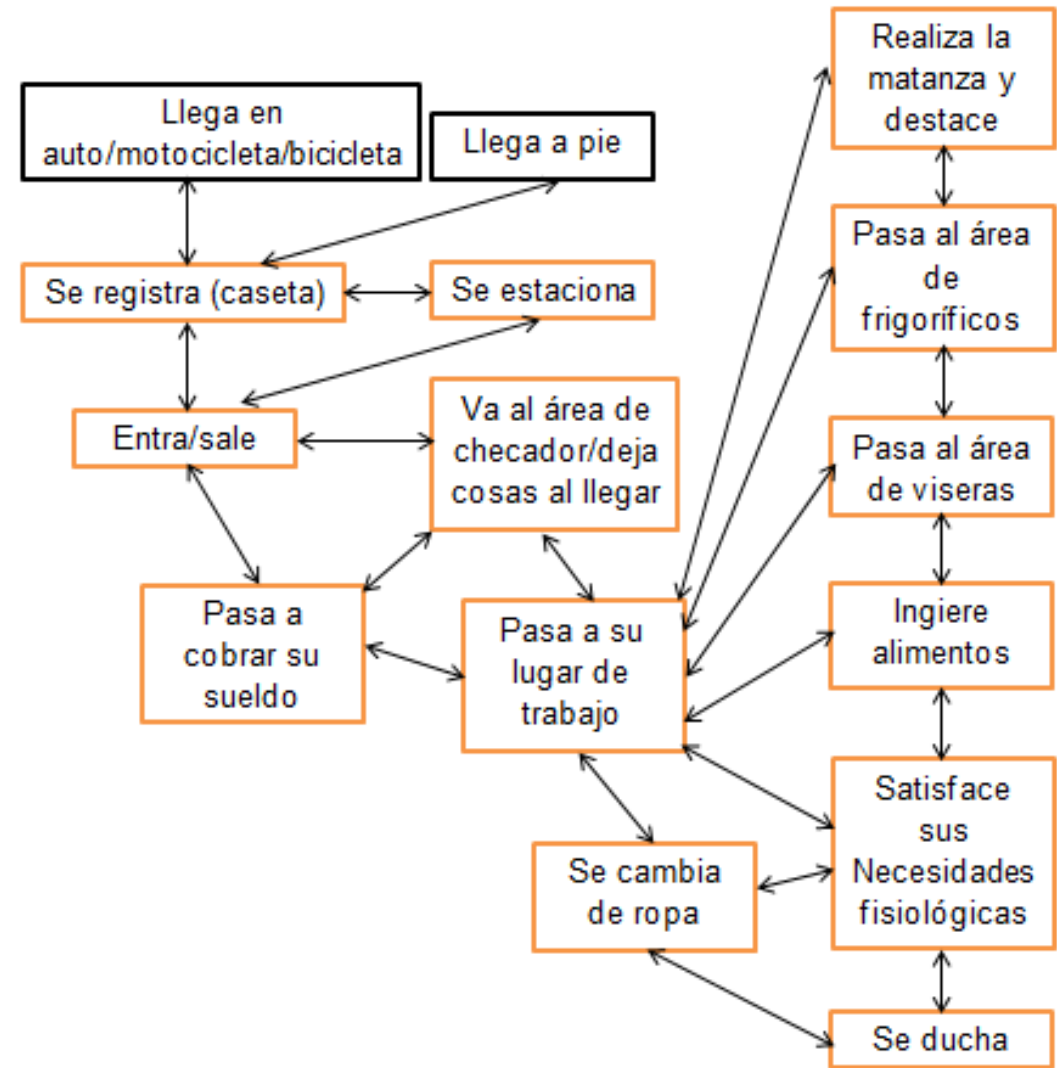 Llega en
auto/motocicleta/bicicleta
Llega a pie
Se registra (caseta)
Se estaciona
Entra/sale
Va al área de
checador/deja
cosas al llegar
Pasa a
cobrar su
sueldo
Pasa a su
lugar de
trabajo
Se cambia
de ropa
Realiza la
matanza y
destace
Pasa al área
de
frigoríficos
Pasa al área
de viseras
Ingiere
alimentos
Satisface
sus
Necesidades
fisiológicas
Se ducha